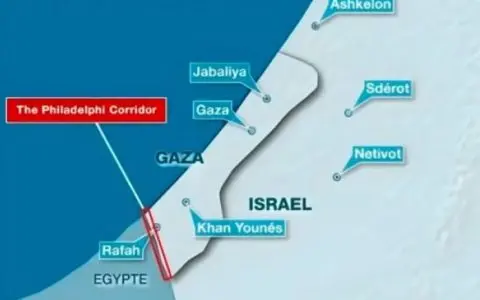 Ashkelon
Jabaliya
Sdérot
The Philadelphi Corridor
Gaza
GAZA
Netivot
ISRAEL
Khan Younés
Rafah
EGYPTE